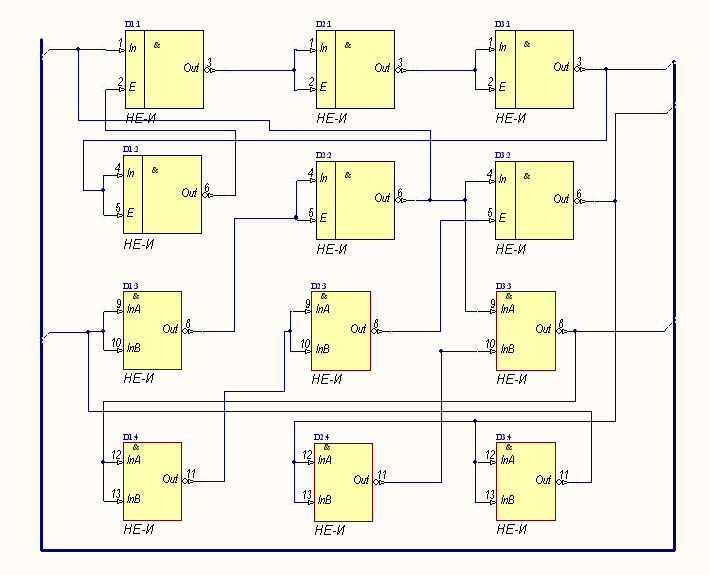 D1:1 D2:1 D3:1
1 In & Out 3 1 In & Out 3 1 In & Out 3
2 E 2 E 2 E
НЕ-И НЕ-И НЕ-И
D1:2 D2:2 D3:2
4 In & Out 6 4 In & Out 6 4 In & Out 6
5 E 5 E 5 E
НЕ-И НЕ-И НЕ-И
D1:3 D2:3 D3:3
& & &
9 InA Out 8 9 InA Out 8 9 InA Out 8
10 InB 10 InB 10 InB
НЕ-И НЕ-И НЕ-И
D1:4 D2:4 D3:4
& & &
12 InA Out 11 12 InA Out 11 12 InA Out 11
13 InB 13 InB 13 InB
НЕ-И НЕ-И НЕ-И